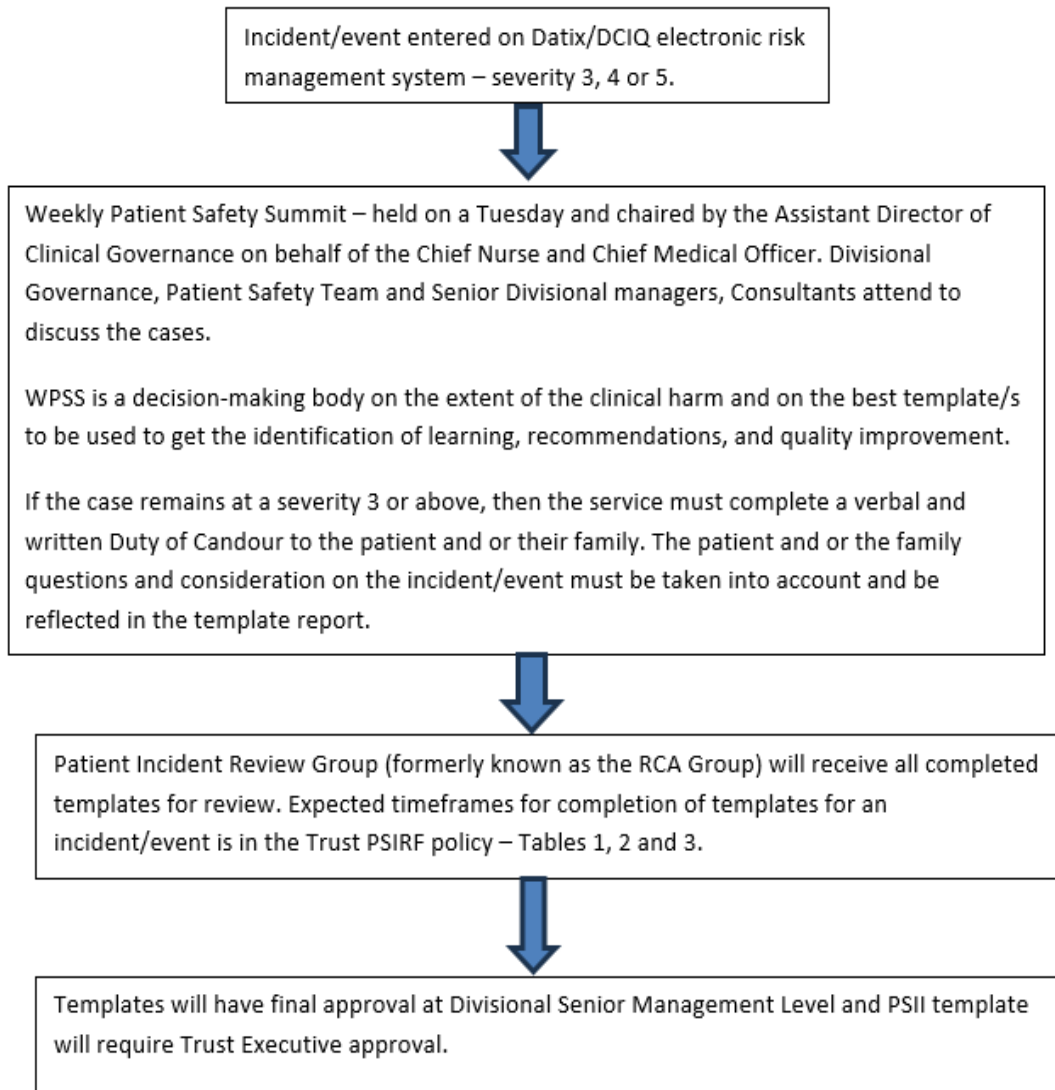 Incident/event entered on Datix/DCIQ electronic risk
management system – severity 3, 4 or 5.
Weekly Patient Safety Summit – held on a Tuesday and chaired by the Assistant Director of
Clinical Governance on behalf of the Chief Nurse and Chief Medical Officer. Divisional
Governance, Patient Safety Team and Senior Divisional managers, Consultants attend to
discuss the cases.
WPSS is a decision-making body on the extent of the clinical harm and on the best template/s
to be used to get the identification of learning, recommendations, and quality improvement.
If the case remains at a severity 3 or above, then the service must complete a verbal and
written Duty of Candour to the patient and or their family. The patient and or the family
questions and consideration on the incident/event must be taken into account and be
reflected in the template report.
Patient Incident Review Group (formerly known as the RCA Group) will receive all completed
templates for review. Expected timeframes for completion of templates for an
incident/event is in the Trust PSIRF policy – Tables 1, 2 and 3.
Templates will have final approval at Divisional Senior Management Level and PSII template
will require Trust Executive approval.